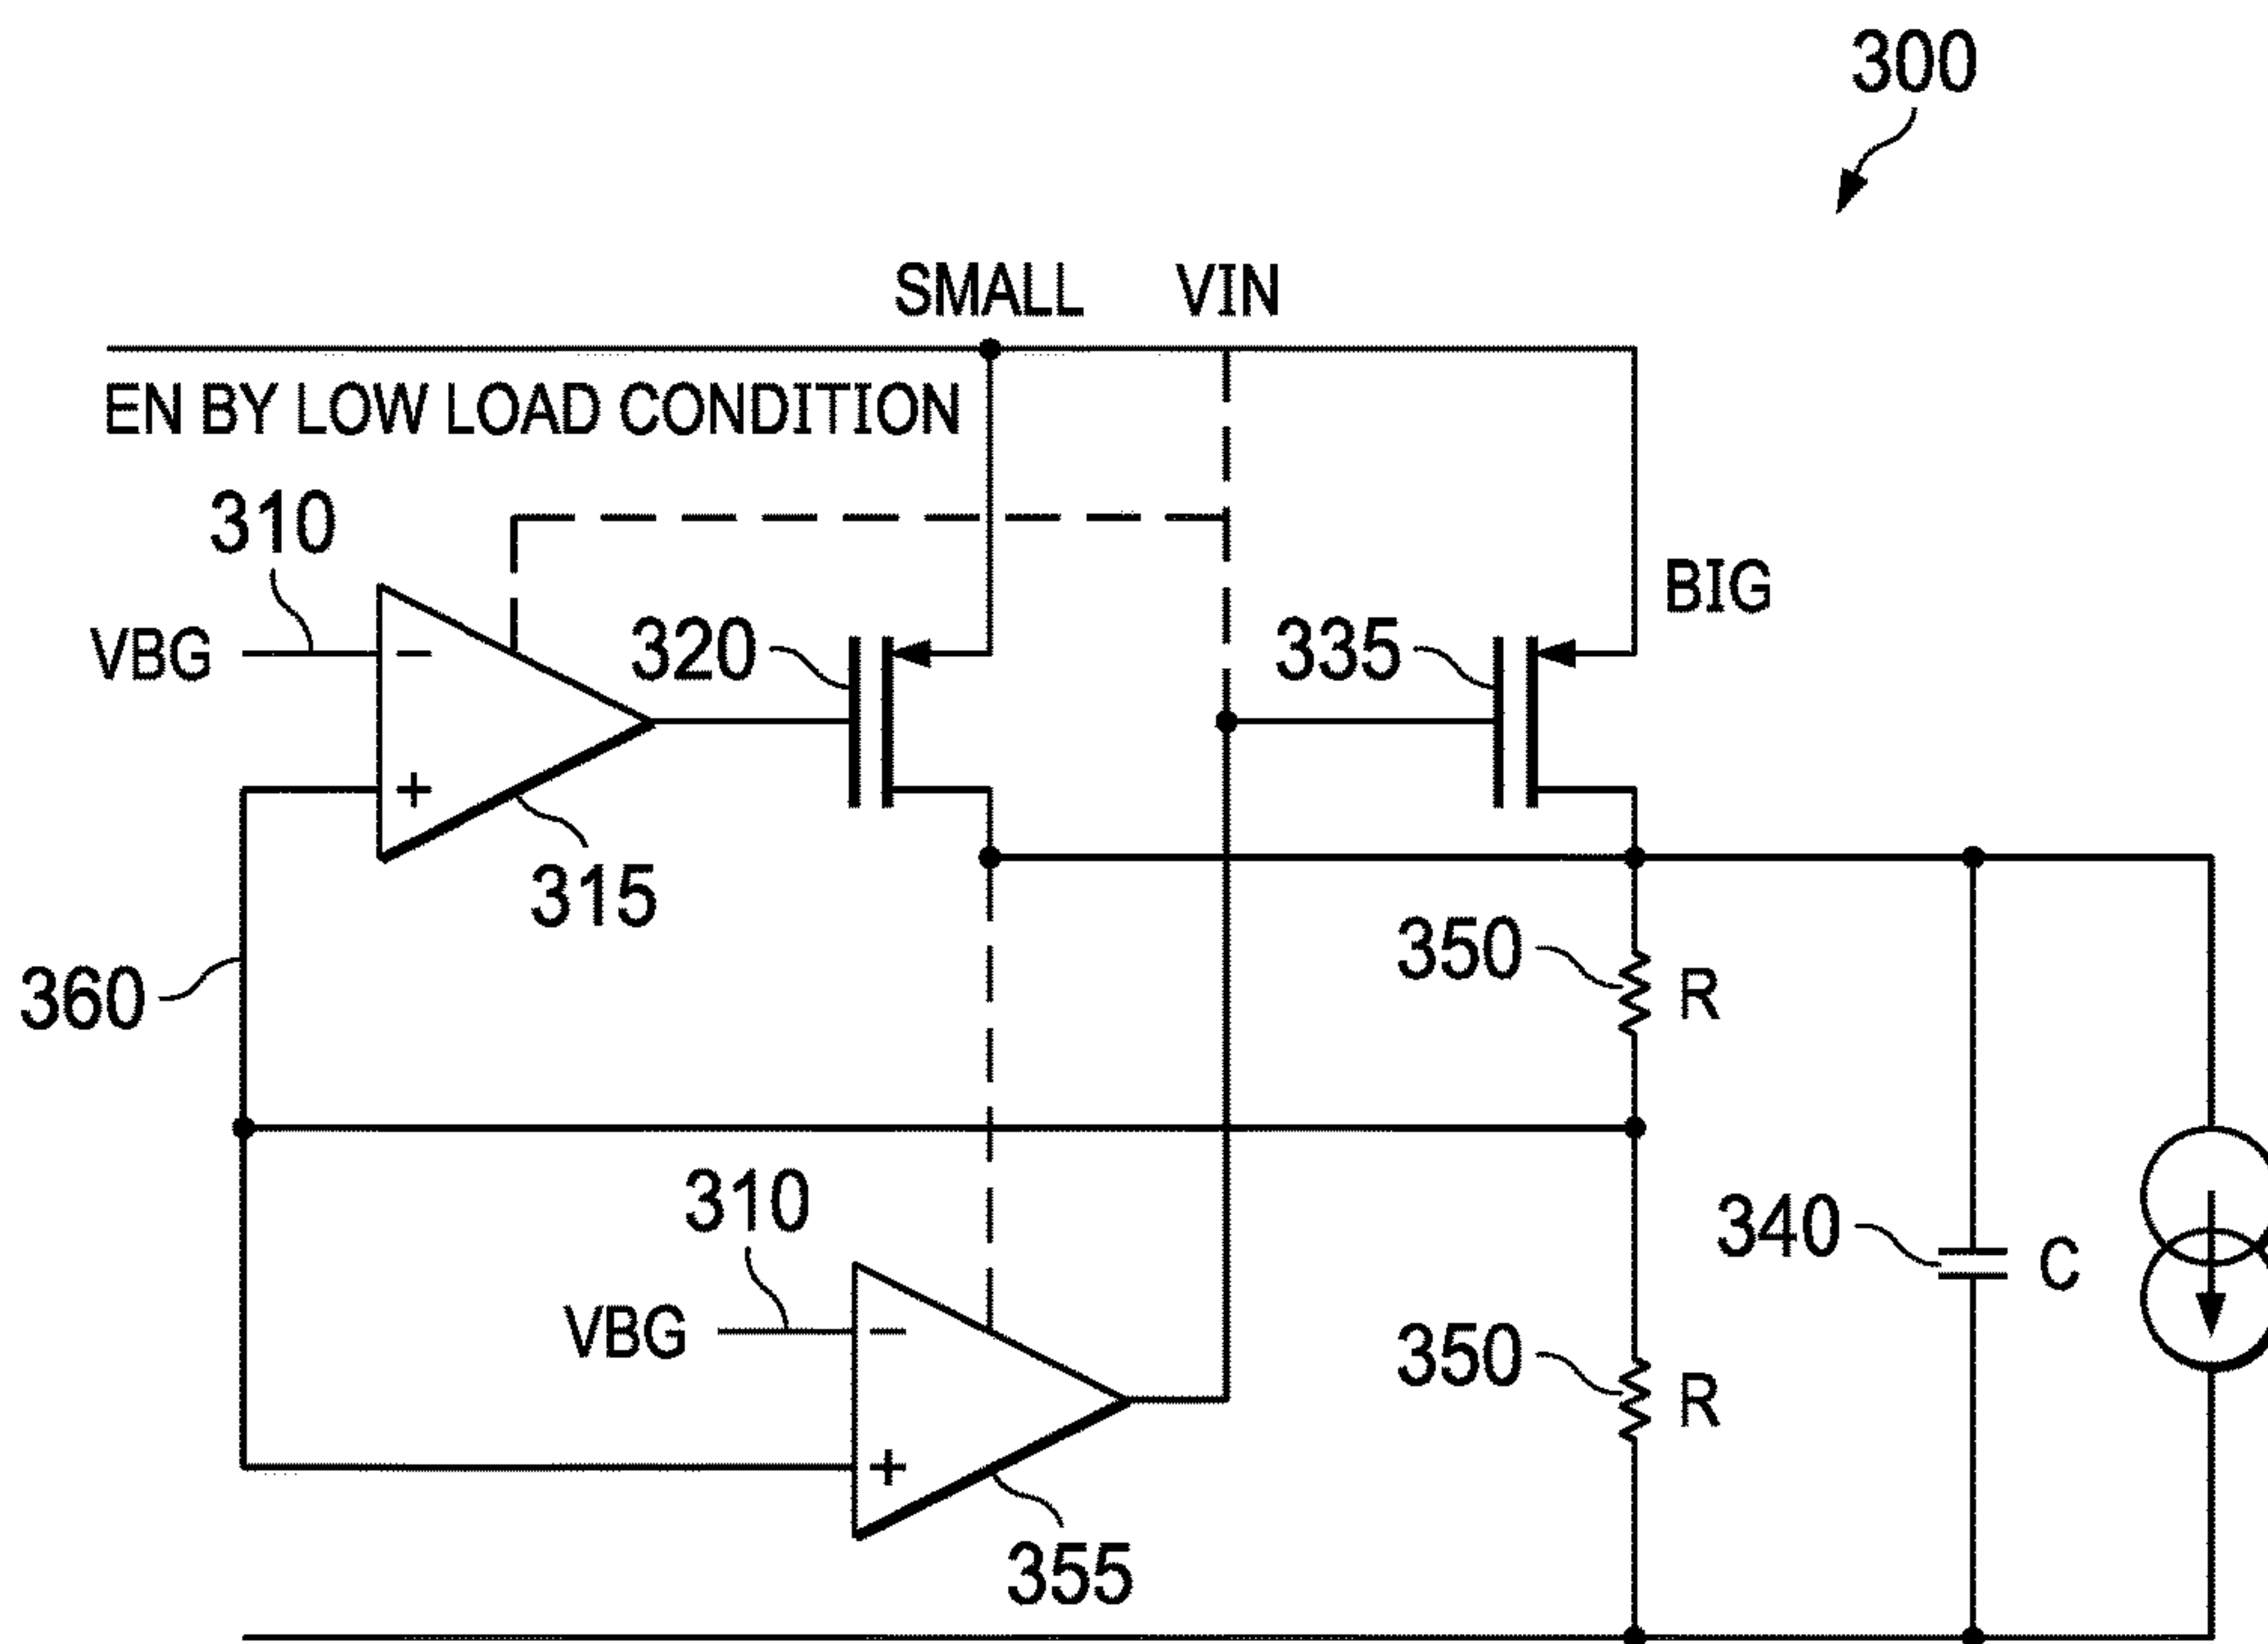 300
SMALL VIN
EN BY LOW LOAD CONDITION
310
BIG
VBG
320
335
−
+
315
350
R
360
310
340
C
VBG
−
350
R
+
355